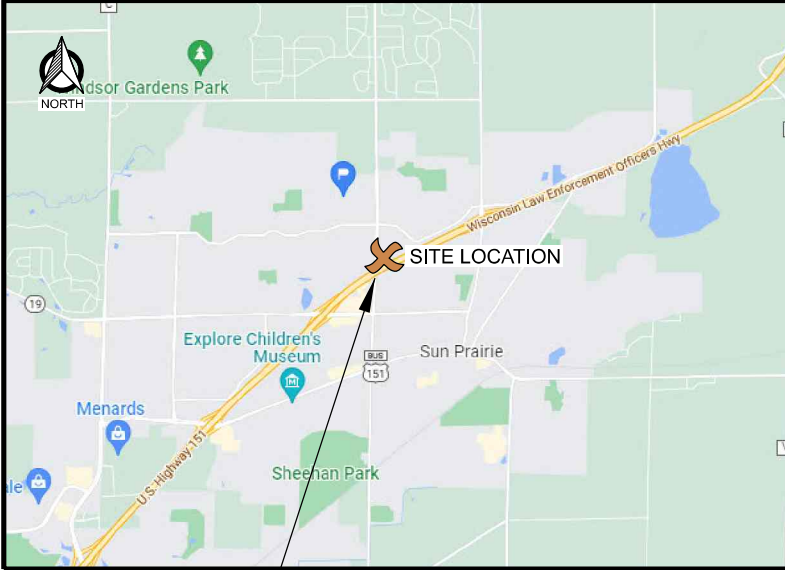 C
NORTH
ndsor Gardens Park
Wisconsin Law Enforcement Officers Hwy
SITE LOCATION
19
Explore Children's
Museum
Sun Prairie
BUS
151
Menards
U.S. Highway 151
Sheehan Park
le